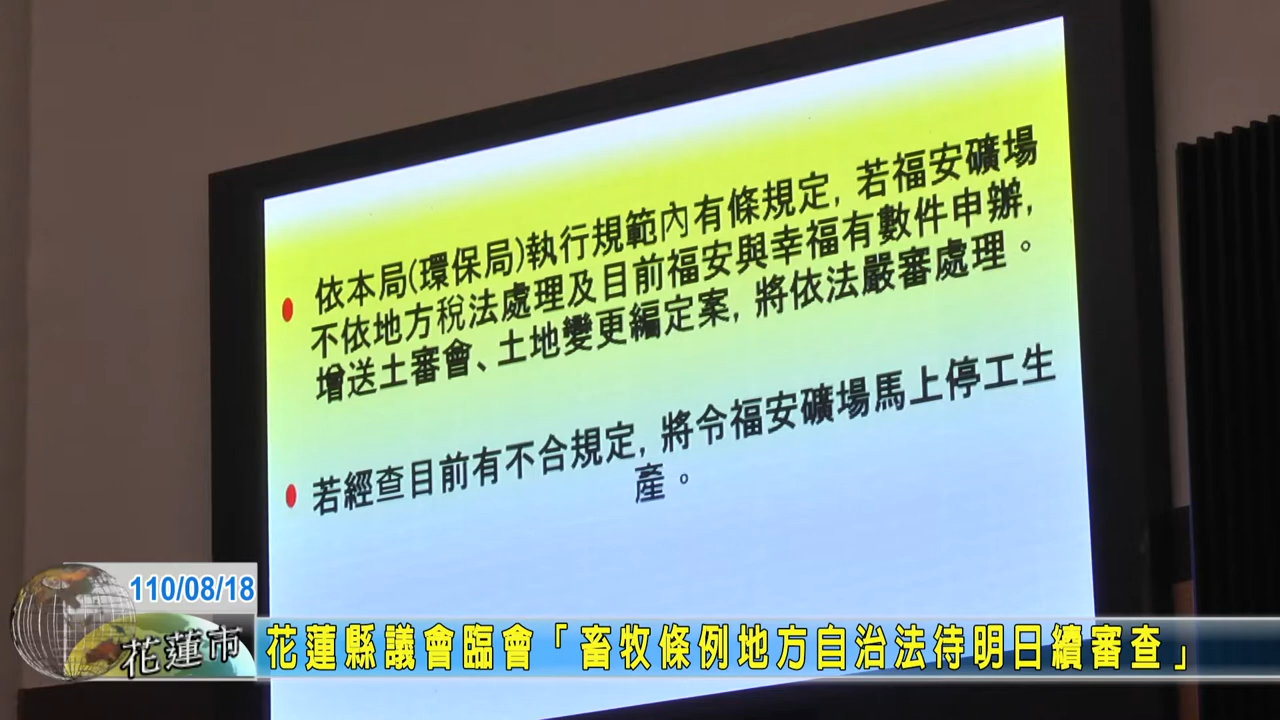 依本局(環保局)執行規範內有條規定, 若福安礦場
不依地方稅法處理及目前福安與幸福有數件申辦,
增送土審會、土地變更編定案, 將依法嚴審處理。
若經查目前有不合規定, 將令福安礦場馬上停工生
產。
110/08/18
花蓮市
花蓮縣議會臨會「畜牧條例地方自治法待明日續審查」